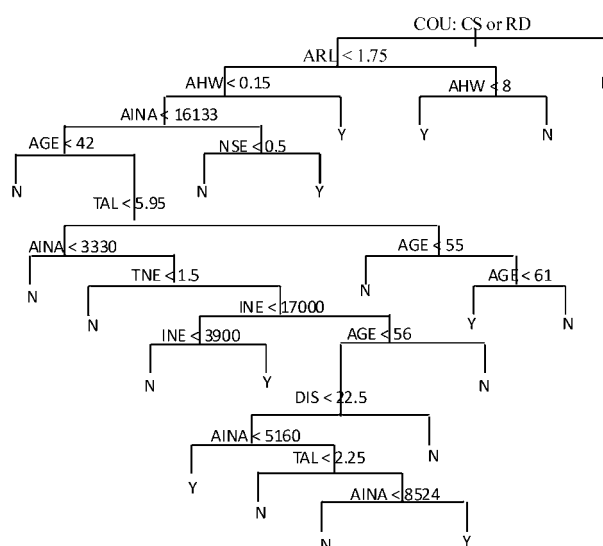 COU: CS or RD
ARL < 1.75
AHW < 0.15
AHW < 8
AINA < 16133
Y
Y
N
AGE < 42
NSE < 0.5
N
N
Y
TAL < 5.95
AINA < 3330
AGE < 55
N
TNE < 1.5
N
AGE < 61
N
INE < 17000
Y
N
INE < 3900
AGE < 56
N
Y
N
DIS < 22.5
AINA < 5160
N
Y
TAL < 2.25
N
AINA < 8524
N
Y